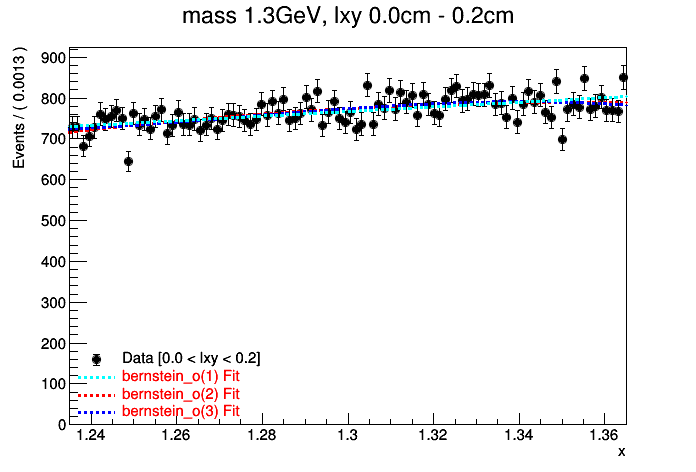 mass 1.3GeV, lxy 0.0cm - 0.2cm
Events / ( 0.0013 )
900
800
700
600
500
400
300
200
100
0
Data [0.0 < lxy < 0.2]
bernstein_o(1) Fit
bernstein_o(2) Fit
bernstein_o(3) Fit
1.24 1.26 1.28 1.3 1.32 1.34 1.36
x